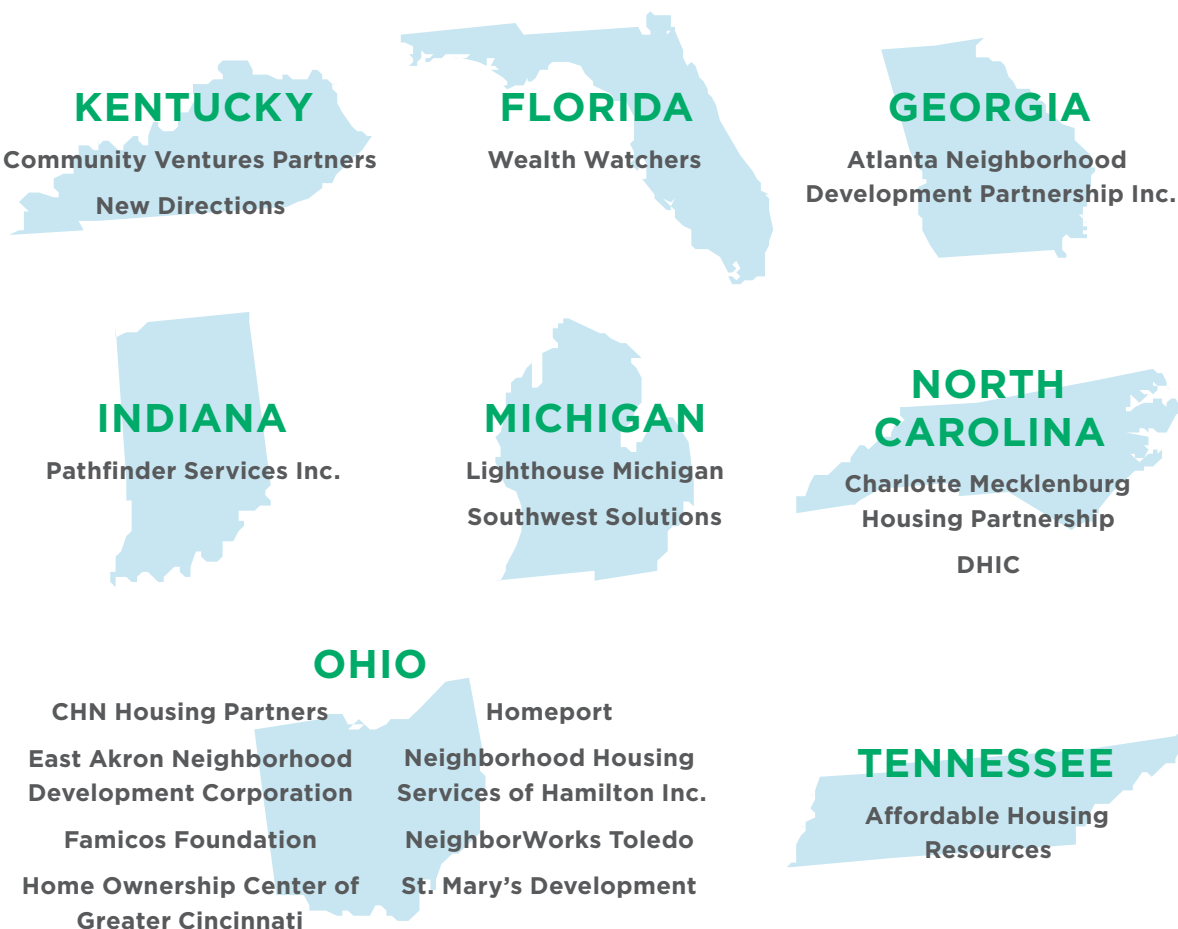 KENTUCKY
Community Ventures Partners
New Directions
FLORIDA
Wealth Watchers
GEORGIA
Atlanta Neighborhood
Development Partnership Inc.
INDIANA
Pathfinder Services Inc.
MICHIGAN
Lighthouse Michigan
Southwest Solutions
NORTH
CAROLINA
Charlotte Mecklenburg
Housing Partnership
DHIC
OHIO
CHN Housing Partners
East Akron Neighborhood
Development Corporation
Famicos Foundation
Home Ownership Center of
Greater Cincinnati
Homeport
Neighborhood Housing
Services of Hamilton Inc.
NeighborWorks Toledo
St. Mary’s Development
TENNESSEE
Affordable Housing
Resources